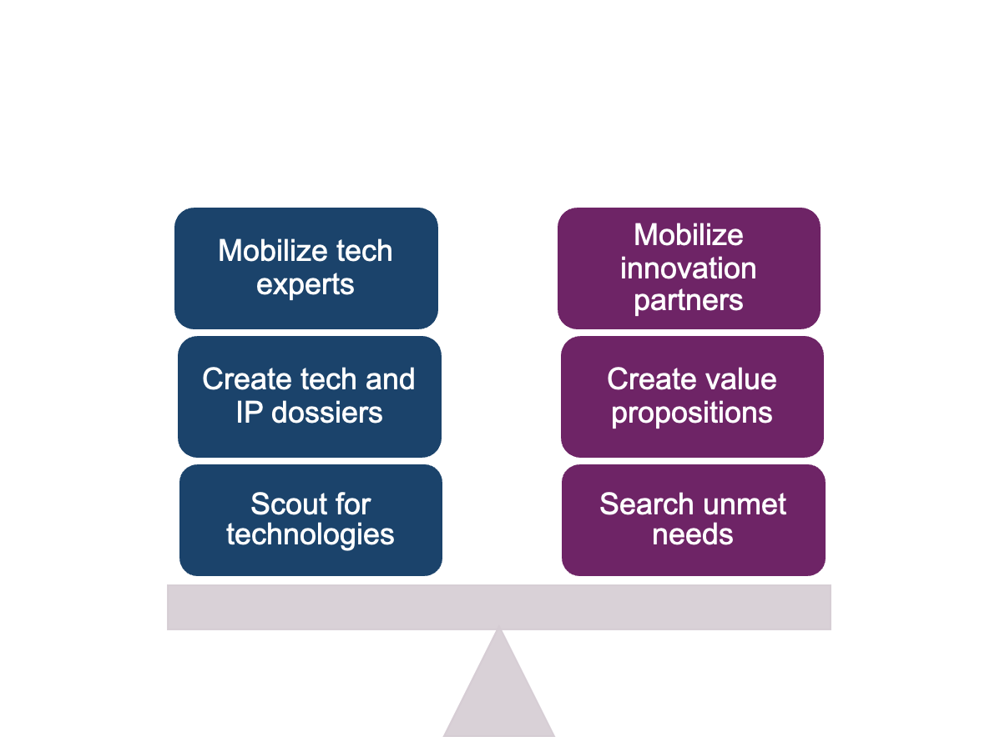 Mobilize tech
experts
Create tech and
IP dossiers
Scout for
technologies
Mobilize
innovation
partners
Create value
propositions
Search unmet
needs